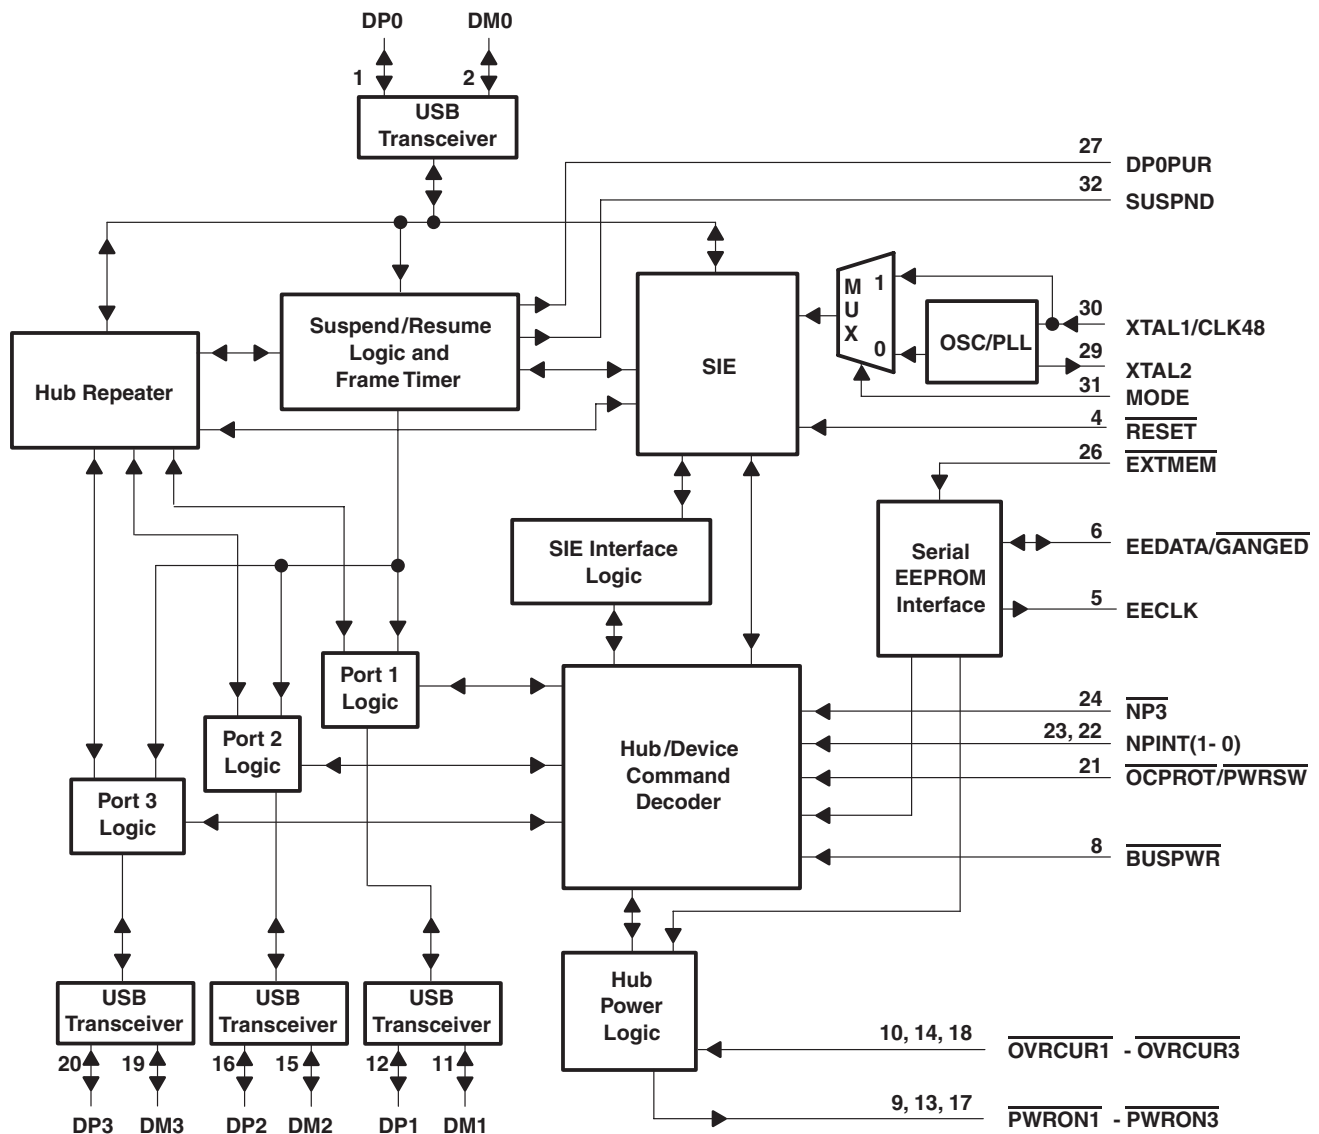 DP0 DM0
1 2
USB
Transceiver
27
DP0PUR
32
SUSPND
Suspend/Resume
Logic and
Frame Timer
Hub Repeater
SIE
M
U
X
1
0
OSC/PLL
30
XTAL1/CLK48
29
XTAL2
31
MODE
4
RESET
26
EXTMEM
SIE Interface
Logic
Serial
EEPROM
Interface
6
EEDATA/GANGED
5
EECLK
Port 1
Logic
Port 2
Logic
Port 3
Logic
Hub/Device
Command
Decoder
24
NP3
23, 22
NPINT(1- 0)
21
OCPROT/PWRSW
8
BUSPWR
Hub
Power
Logic
USB
Transceiver
USB
Transceiver
USB
Transceiver
20 19 16 15 12 11
DP3 DM3 DP2 DM2 DP1 DM1
10, 14, 18
OVRCUR1 - OVRCUR3
9, 13, 17
PWRON1 - PWRON3